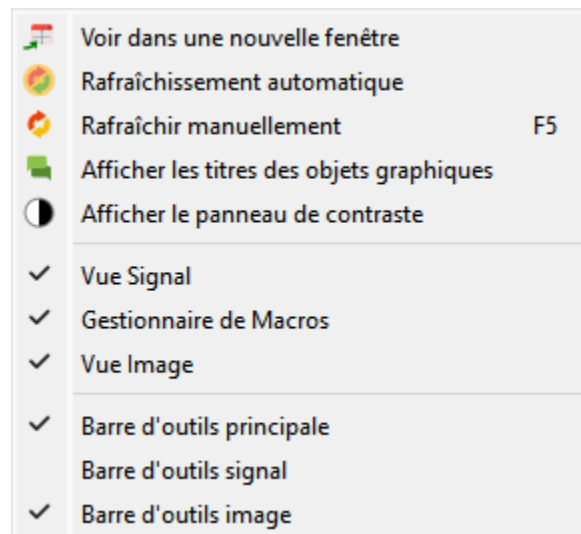 Voir dans une nouvelle fenêtre
Rafraîchissement automatique
Rafraîchir manuellement F5
Afficher les titres des objets graphiques
Afficher le panneau de contraste
Vue Signal
Gestionnaire de Macros
Vue Image
Barre d'outils principale
Barre d'outils signal
Barre d'outils image